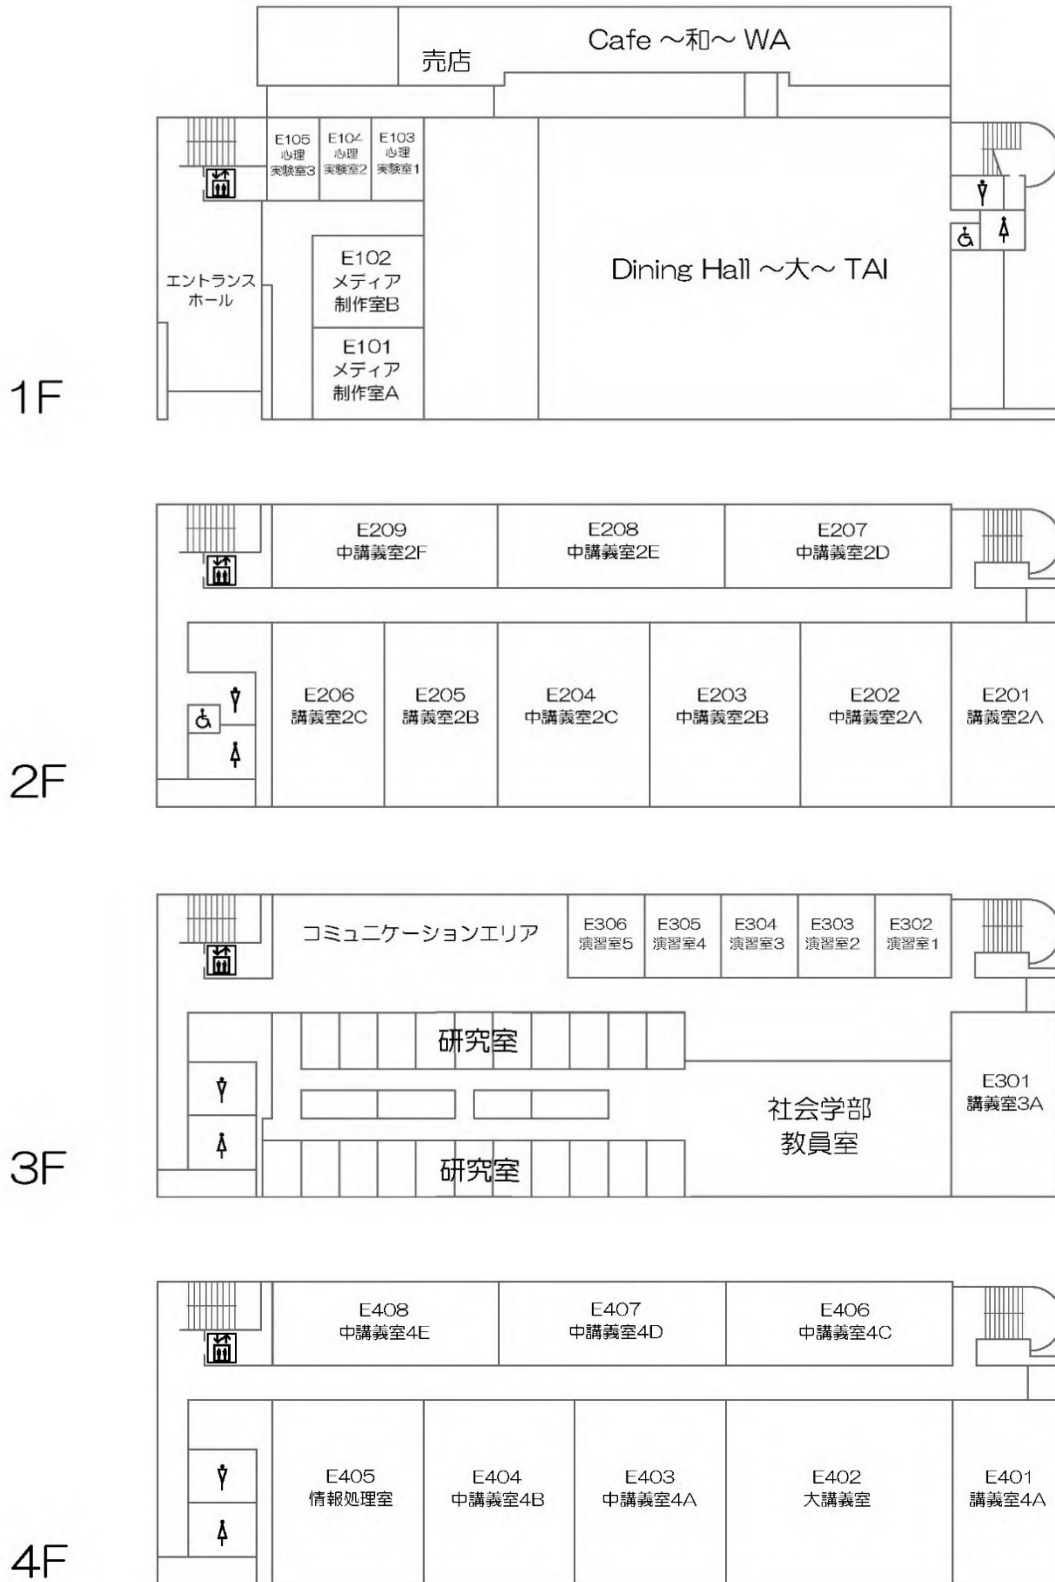 Cafe ～和～ WA
売店
E105
心理
実験室3
E104
心理
実験室2
E103
心理
実験室1
エントランス
ホール
E102
メディア
制作室B
E101
メディア
制作室A
Dining Hall ～大～ TAI
1F
E209
中講義室2F
E208
中講義室2E
E207
中講義室2D
E206
講義室2C
E205
講義室2B
E204
中講義室2C
E203
中講義室2B
E202
中講義室2A
E201
講義室2A
2F
コミュニケーションエリア
E306
演習室5
E305
演習室4
E304
演習室3
E303
演習室2
E302
演習室1
研究室
社会学部
教員室
E301
講義室3A
研究室
3F
E408
中講義室4E
E407
中講義室4D
E406
中講義室4C
E405
情報処理室
E404
中講義室4B
E403
中講義室4A
E402
大講義室
E401
講義室4A
4F